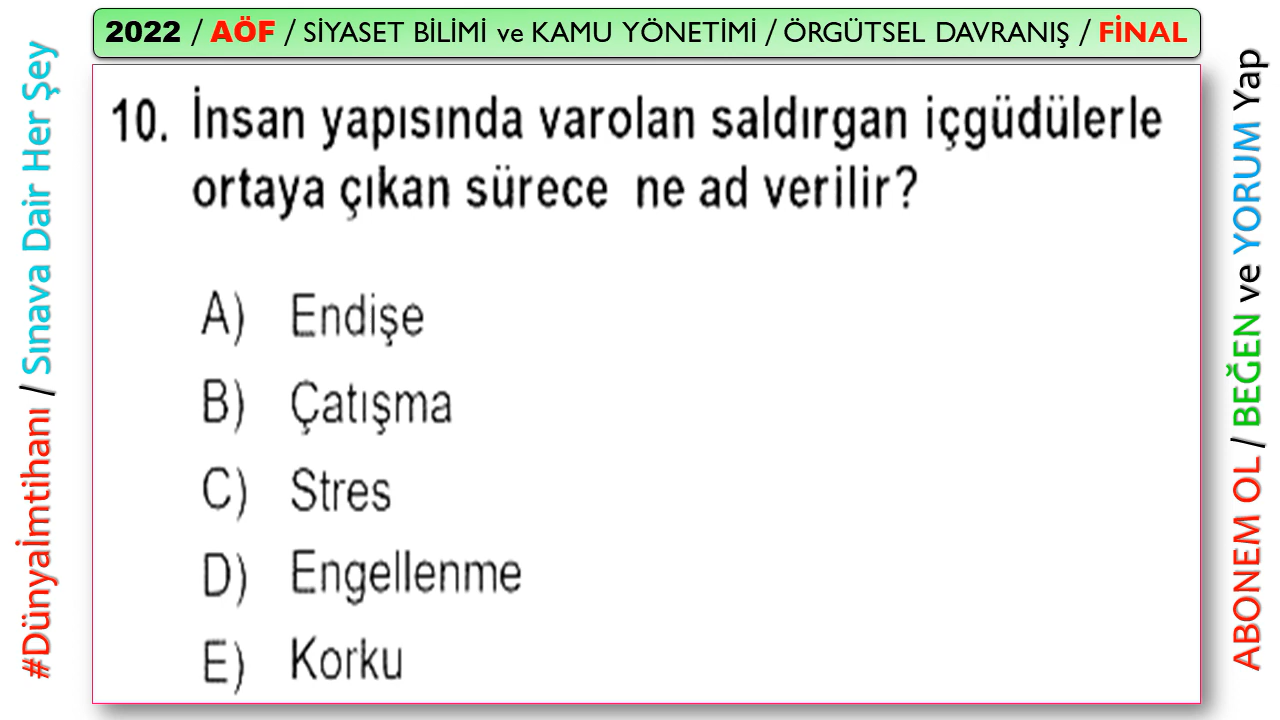 2022 / AÖF / SİYASET BİLİMİ ve KAMU YÖNETİMİ / ÖRGÜTSEL DAVRANIŞ / FİNAL
#Dünyaİmtihanı / Sınava Dair Her Şey
10. İnsan yapısında varolan saldırgan içgüdülerle
ortaya çıkan sürece ne ad verilir?
A) Endişe
B) Çatışma
C) Stres
D) Engellenme
E) Korku
ABONEM OL / BEĞEN ve YORUM Yap